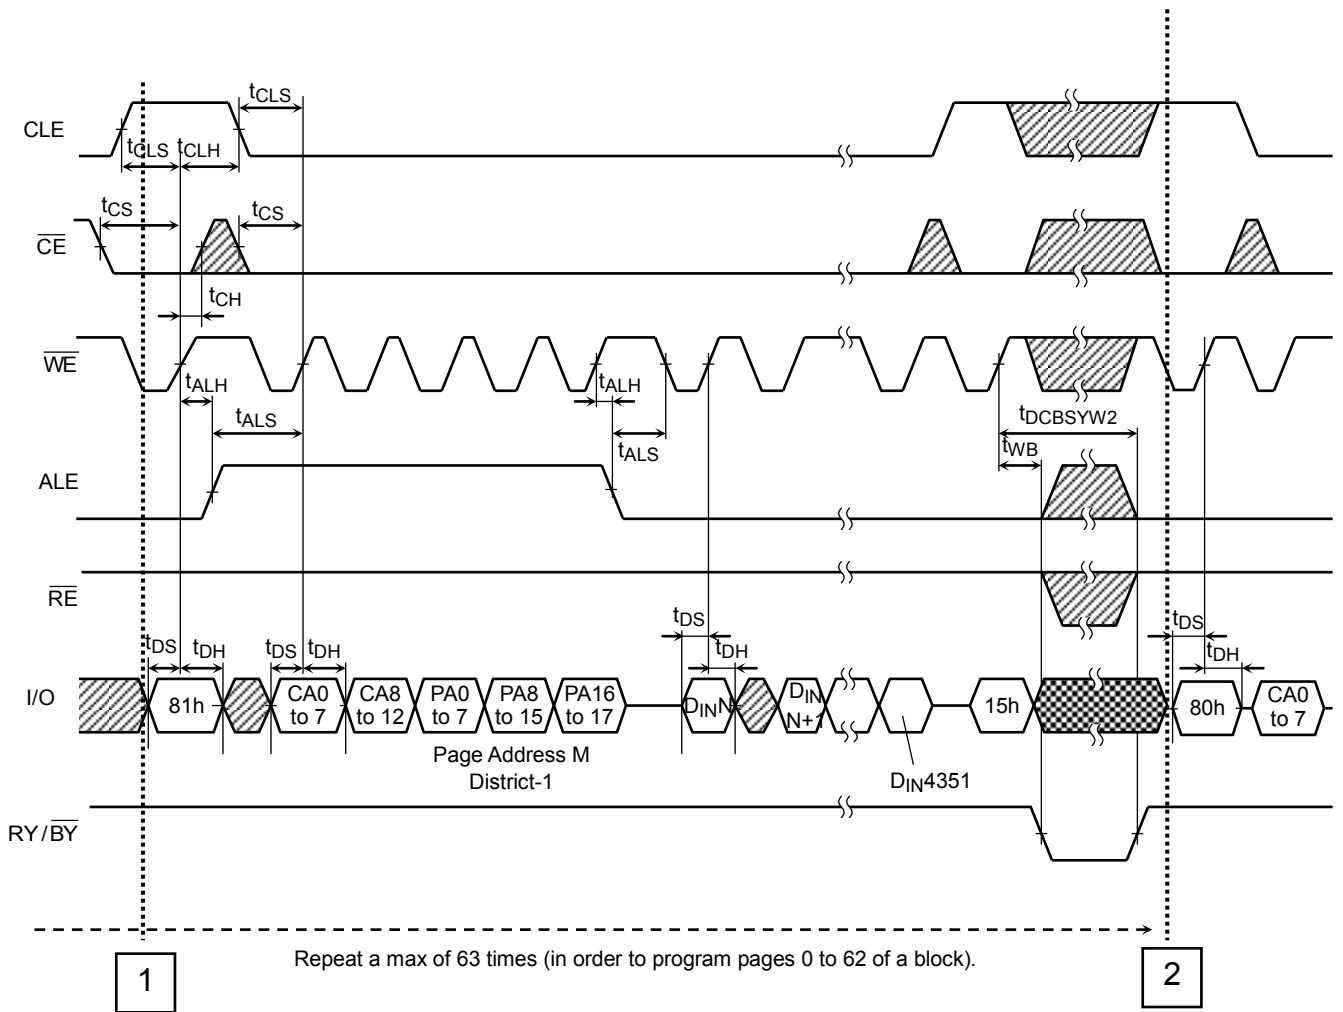 tCLS
CLE
tCLS tCLH
tCS tCS
CE
tCH
WE
tALH tALH
tALS tDCBSYW2
tALS tWB
ALE
RE
tDS tDH tDS tDH tDS tDH tDS tDH
I/O
81h
CA0 to 7
CA8 to 12
PA0 to 7
PA8 to 15
PA16 to 17
DINN
DIN N+1
15h
80h
CA0 to 7
Page Address M
District-1
DIN4351
RY/BY
Repeat a max of 63 times (in order to program pages 0 to 62 of a block).
1
2